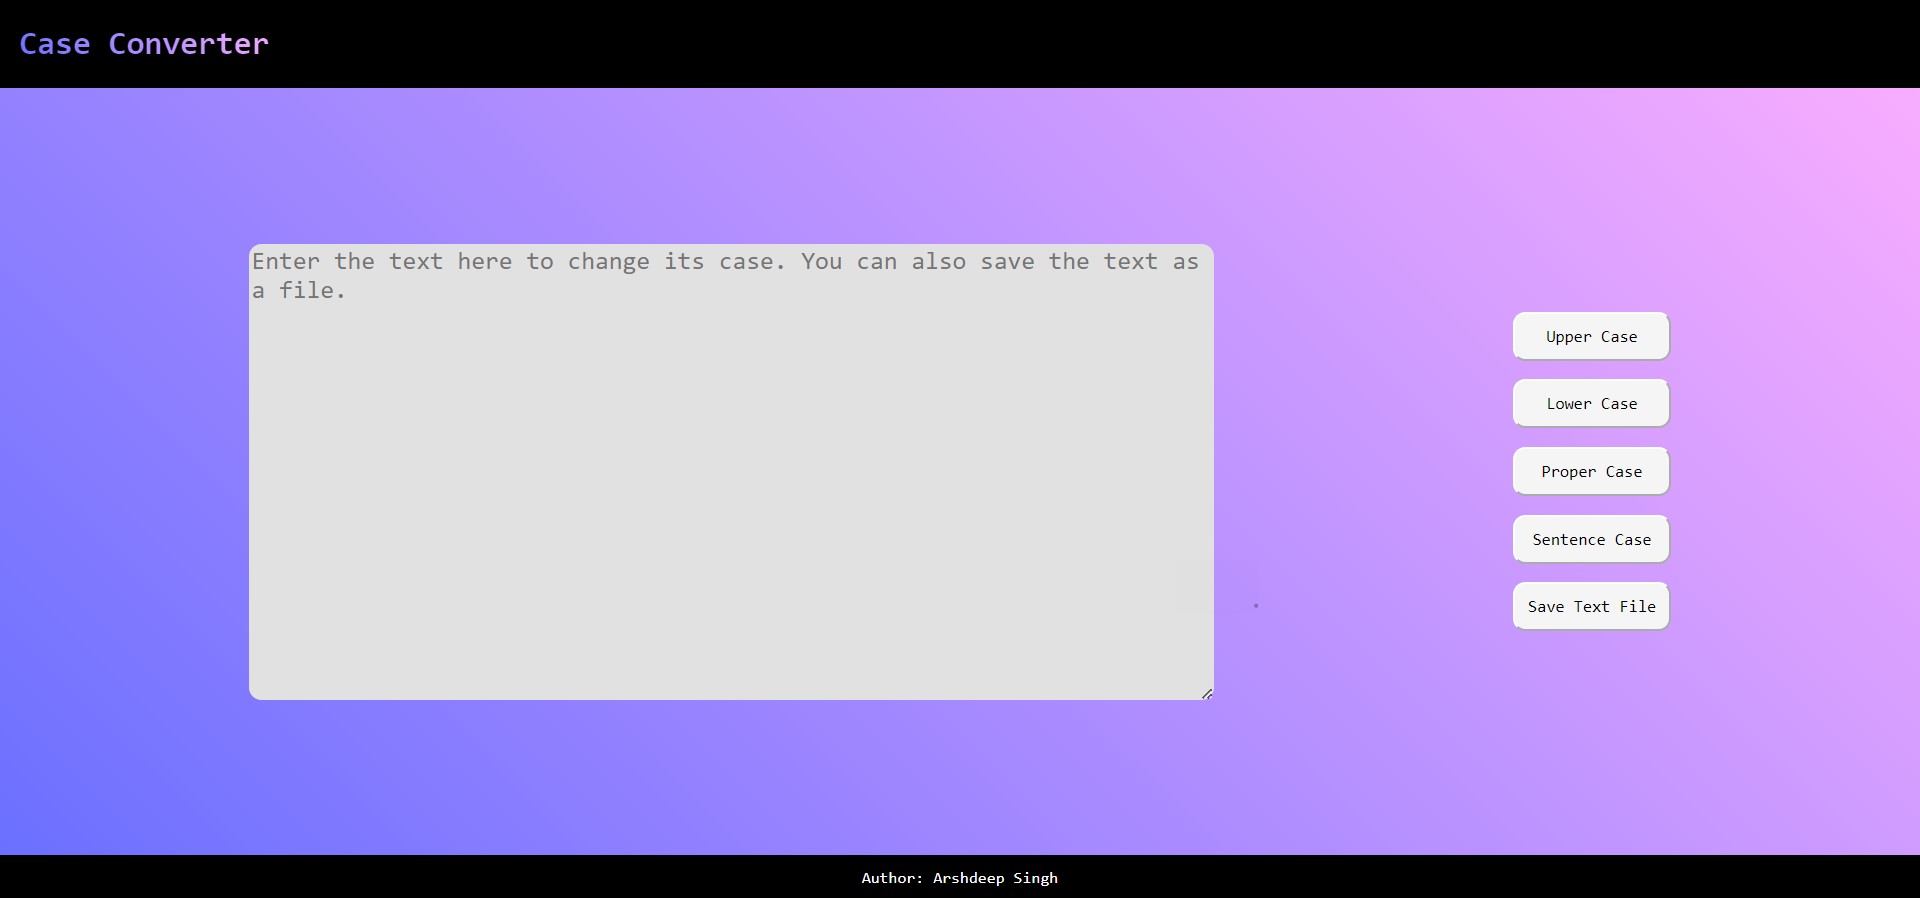 Case Converter
Enter the text here to change its case. You can also save the text as
a file.
Upper Case
Lower Case
Proper Case
Sentence Case
Save Text File
Author: Arshdeep Singh